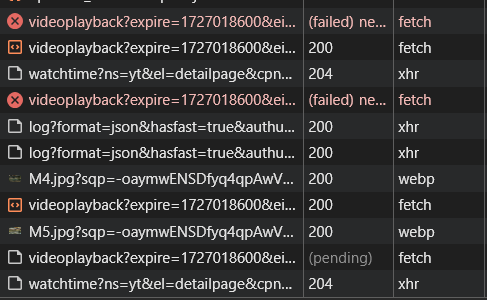 videoplayback?expire=1727018600&ei... (failed) ne... fetch
videoplayback?expire=1727018600&ei... 200 fetch
watchtime?ns=yt&el=detailpage&cpn... 204 xhr
videoplayback?expire=1727018600&ei... (failed) ne... fetch
log?format=json&hasfast=true&authu... 200 xhr
log?format=json&hasfast=true&authu... 200 xhr
M4.jpg?sqp=-oaymwENSDfyq4qpAwV... 200 webp
videoplayback?expire=1727018600&ei... 200 fetch
M5.jpg?sqp=-oaymwENSDfyq4qpAwV... 200 webp
videoplayback?expire=1727018600&ei... (pending) fetch
watchtime?ns=yt&el=detailpage&cpn... 204 xhr